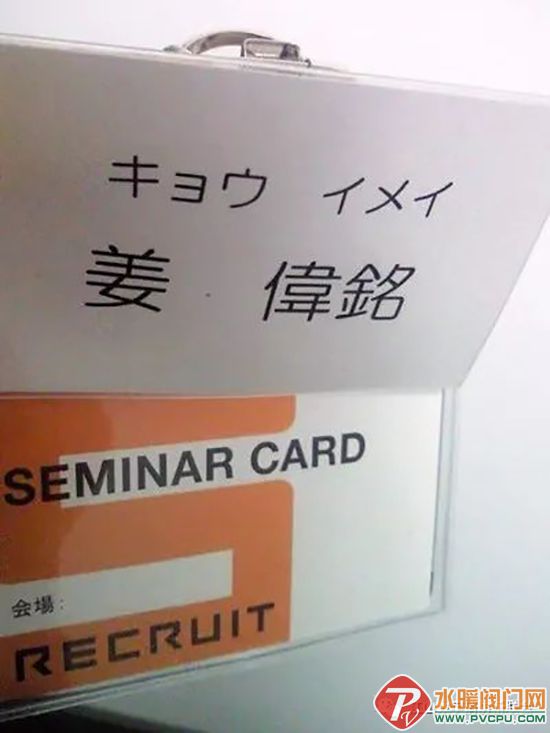 キョウ イメイ
姜 偉銘
SEMINAR CARD
会場:
RECRUIT
水暖阀门网
www.PVCPU.com